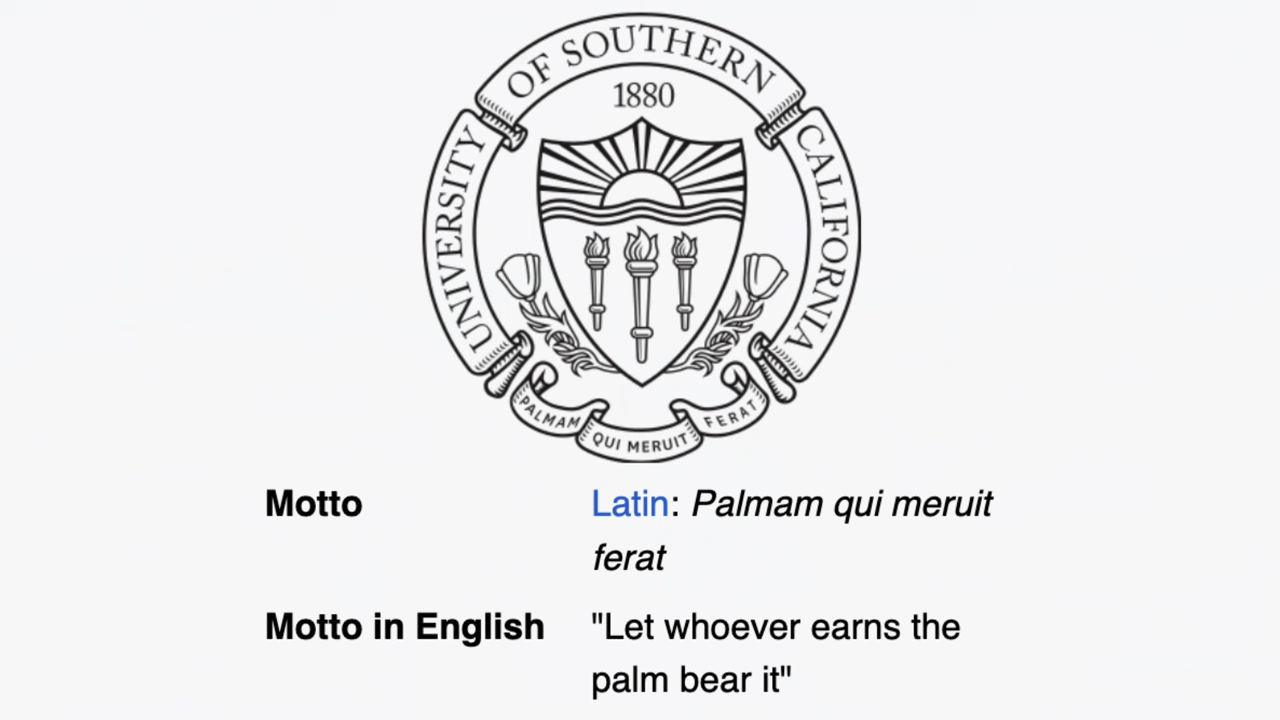 UNIVERSITY OF SOUTHERN CALIFORNIA
1880
PALMAM QUI MERUIT FERAT
Motto Latin: Palmam qui meruit
ferat
Motto in English "Let whoever earns the
palm bear it"